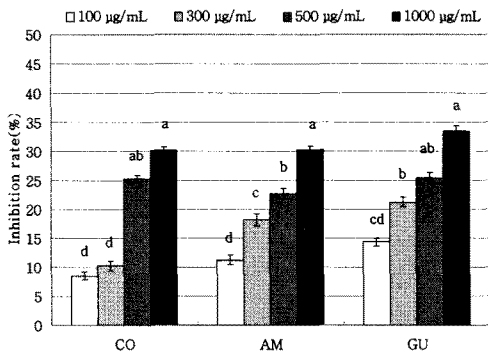 100 μg/mL 300 μg/mL 500 μg/mL 1000 μg/mL
50
45
40
35
30
25
20
15
10
5
0
Inhibition rate(%)
d d ab a
d c b a
cd b ab a
CO AM GU